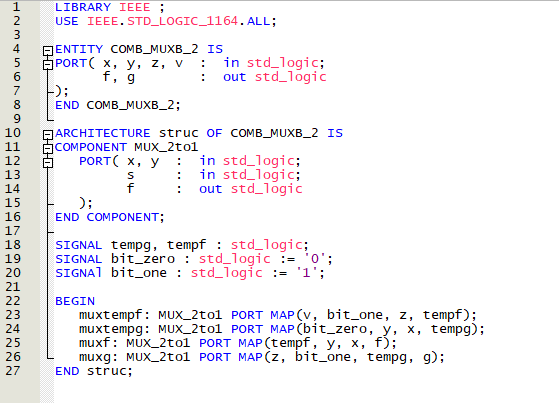 1 LIBRARY IEEE ;
2 USE IEEE.STD_LOGIC_1164.ALL;
3
4 ENTITY COMB_MUXB_2 IS
5 PORT( x, y, z, v : in std_logic;
6 f, g : out std_logic
7 );
8 END COMB_MUXB_2;
9
10 ARCHITECTURE struc OF COMB_MUXB_2 IS
11 COMPONENT MUX_2to1
12 PORT( x, y : in std_logic;
13 s : in std_logic;
14 f : out std_logic
15 );
16 END COMPONENT;
17
18 SIGNAL tempg, tempf : std_logic;
19 SIGNAL bit_zero : std_logic := '0';
20 SIGNAl bit_one : std_logic := '1';
21
22 BEGIN
23 muxtempf: MUX_2to1 PORT MAP(v, bit_one, z, tempf);
24 muxtempg: MUX_2to1 PORT MAP(bit_zero, y, x, tempg);
25 muxf: MUX_2to1 PORT MAP(tempf, y, x, f);
26 muxg: MUX_2to1 PORT MAP(z, bit_one, tempg, g);
27 END struc;